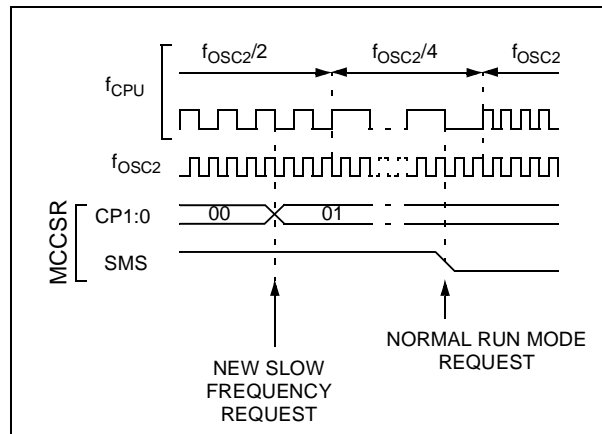 fOSC2/2 fOSC2/4 fOSC2
fCPU
fOSC2
MCCSR
CP1:0 00 01
SMS
NEW SLOW
FREQUENCY
REQUEST
NORMAL RUN MODE
REQUEST